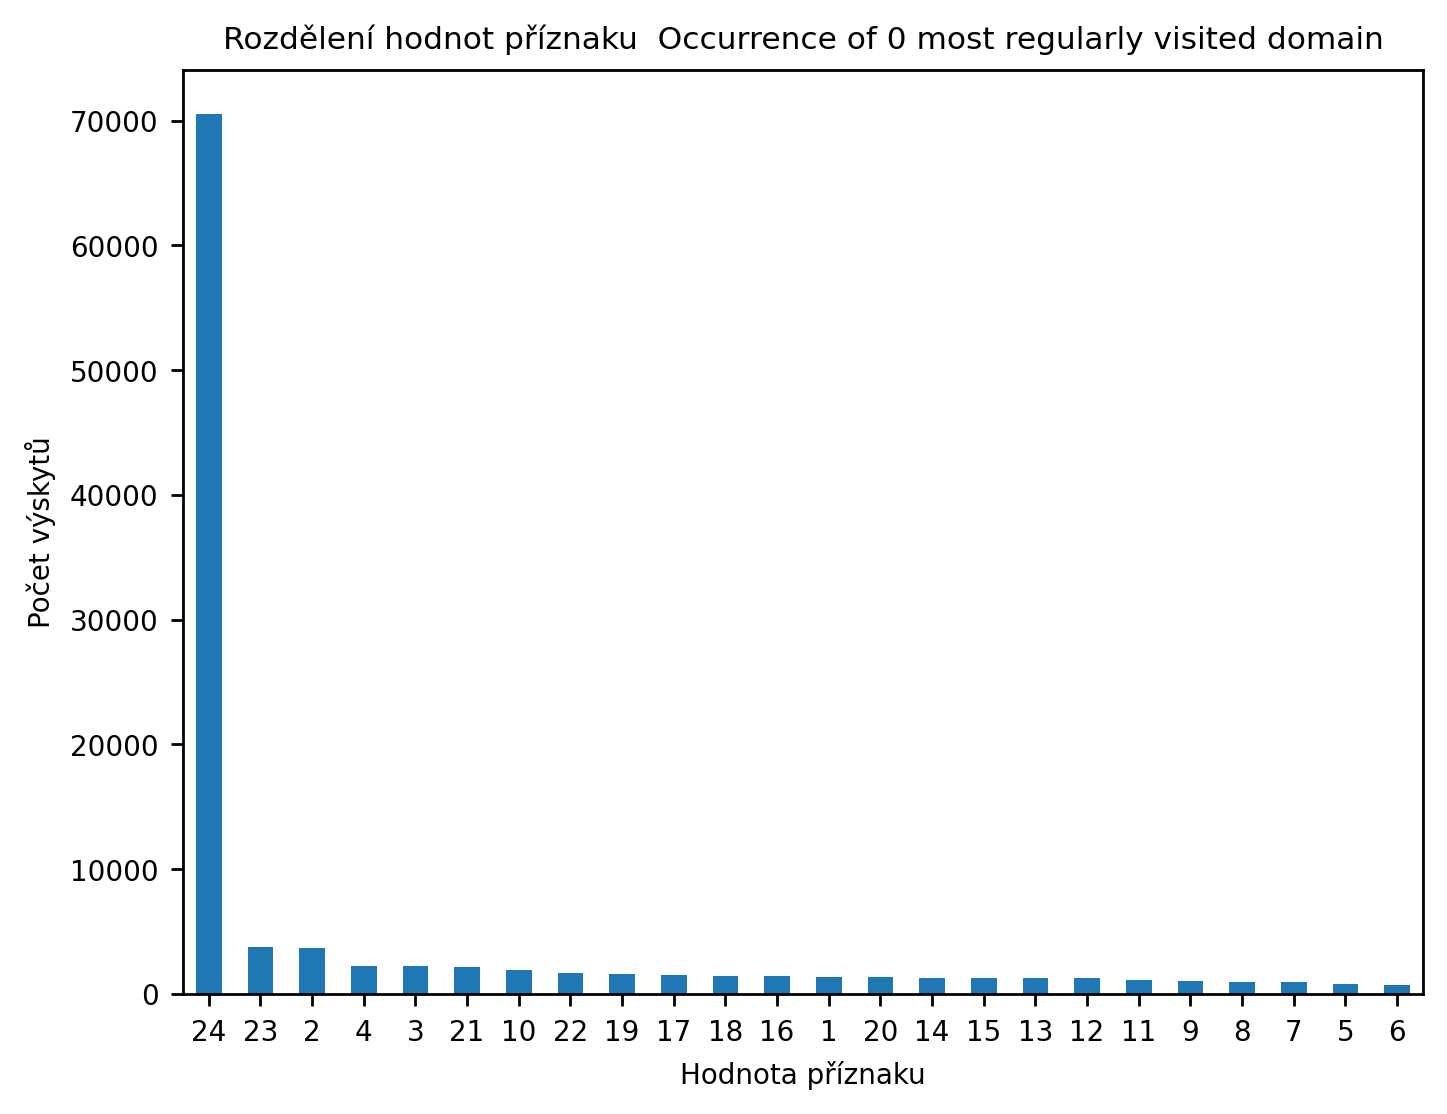 Rozdělení hodnot příznaku  Occurrence of 0 most regularly visited domain
70000
60000
50000
40000
30000
20000
10000
0
Počet výskytů
24 23 2 4 3 21 10 22 19 17 18 16 1 20 14 15 13 12 11 9 8 7 5 6
Hodnota příznaku